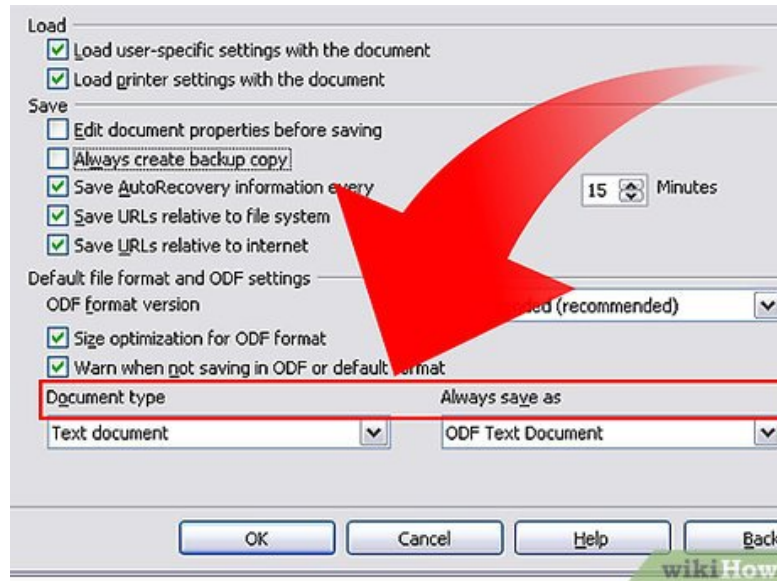 Load
Load user-specific settings with the document
Load printer settings with the document
Save
Edit document properties before saving
Always create backup copy
Save AutoRecovery information every 15 Minutes
Save URLs relative to file system
Save URLs relative to internet
Default file format and ODF settings
ODF format version (recommended)
Size optimization for ODF format
Warn when not saving in ODF or default format
Document type Always save as
Text document ODF Text Document
OK Cancel Help Back
wikiHow